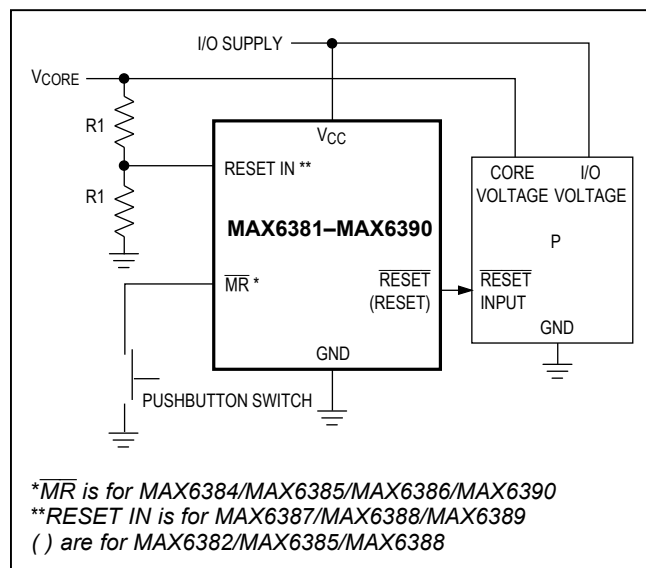 I/O SUPPLY
VCORE
R1
VCC
RESET IN **
CORE VOLTAGE
I/O VOLTAGE
R1
MAX6381–MAX6390
P
MR *
RESET
(RESET)
RESET INPUT
GND
GND
PUSHBUTTON SWITCH
*MR is for MAX6384/MAX6385/MAX6386/MAX6390
**RESET IN is for MAX6387/MAX6388/MAX6389
( ) are for MAX6382/MAX6385/MAX6388